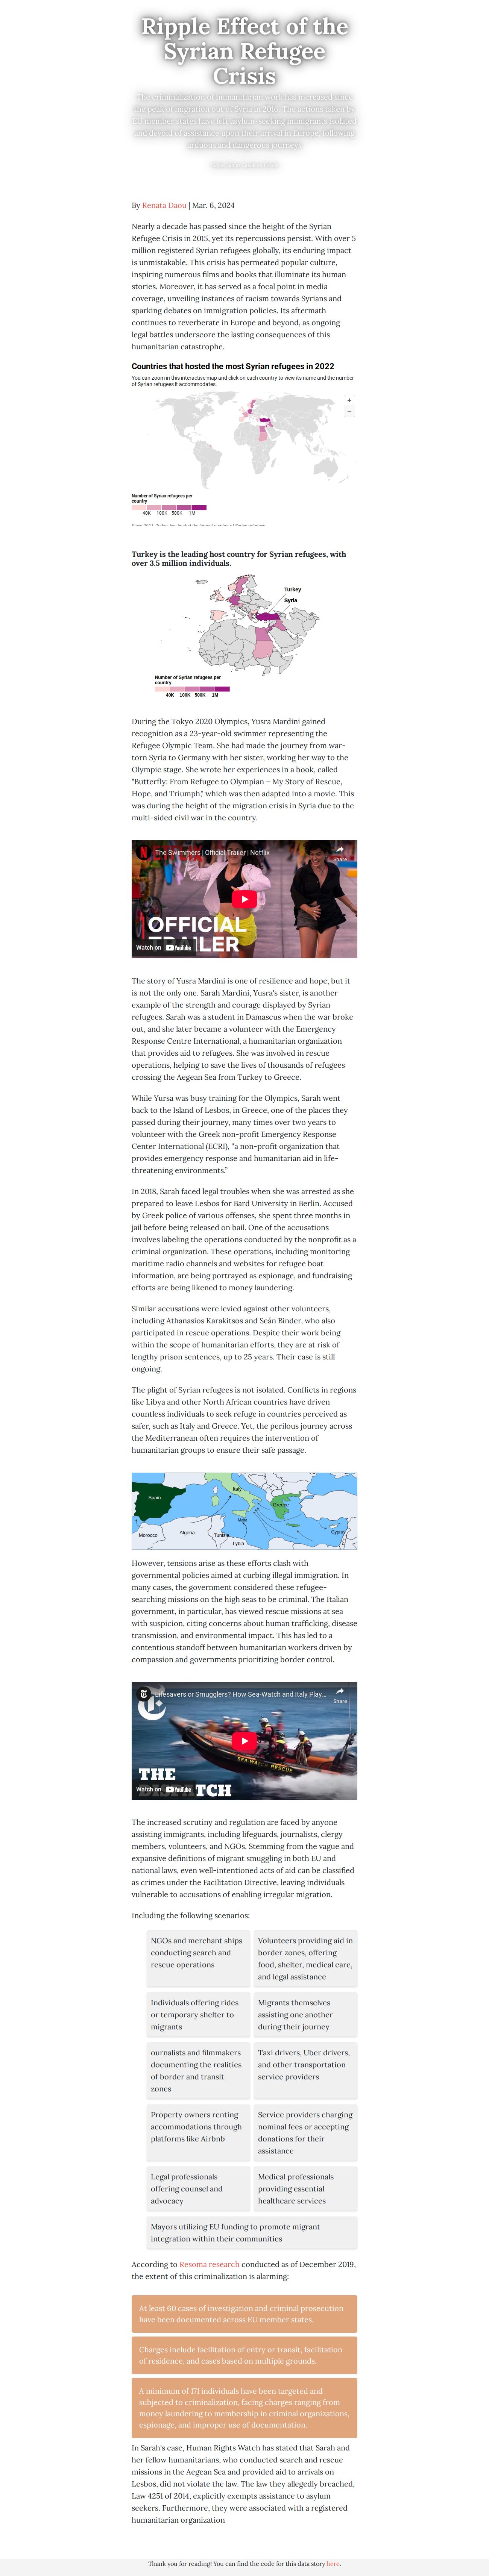 Ripple Effect of the
Syrian Refugee
Crisis
The criminalization of humanitarian work has increased since
the peak of migration out of Syria in 2016. The actions taken by
EU member states have left asylum-seeking immigrants isolated
and devoid of assistance upon their arrival in Europe, following
arduous and dangerous journeys.
By Renata Daou | Mar. 6, 2024
Nearly a decade has passed since the height of the Syrian
Refugee Crisis in 2015, yet its repercussions persist. With over 5
million registered Syrian refugees globally, its enduring impact
is unmistakable. This crisis has permeated popular culture,
inspiring numerous films and books that illuminate its human
stories. Moreover, it has served as a focal point in media
coverage, unveiling instances of racism towards Syrians and
sparking debates on immigration policies. Its aftermath
continues to reverberate in Europe and beyond, as ongoing
legal battles underscore the lasting consequences of this
humanitarian catastrophe.
Countries that hosted the most Syrian refugees in 2022
You can zoom in this interactive-map and click on each country to view its name and the number
of Syrian refugees it accommodates.
+
−
Number of Syrian refugees per
country
40K 100K 500K 1M
Turkey is the leading host country for Syrian refugees, with
over 3.5 million individuals.
Turkey
Syria
Number of Syrian refugees per
country
40K 100K 500K 1M
During the Tokyo 2020 Olympics, Yusra Mardini gained
recognition as a 23-year-old swimmer representing the
Refugee Olympic Team. She had made the journey from war-
torn Syria to Germany with her sister, working her way to the
Olympic stage. She wrote her experiences in a book, called
"Butterfly: From Refugee to Olympian – My Story of Rescue,
Hope, and Triumph," which was then adapted into a movie. This
was during the height of the migration crisis in Syria due to the
multi-sided civil war in the country.
The Swimmers | Official Trailer | Netflix
Share
OFFICIAL
TRAILER
Watch on YouTube
The story of Yusra Mardini is one of resilience and hope, but it
is not the only one. Sarah Mardini, Yusra's sister, is another
example of the strength and courage displayed by Syrian
refugees. Sarah was a student in Damascus when the war broke
out, and she later became a volunteer with the Emergency
Response Centre International, a humanitarian organization
that provides aid to refugees. She was involved in rescue
operations, helping to save the lives of thousands of refugees
crossing the Aegean Sea from Turkey to Greece.
While Yursa was busy training for the Olympics, Sarah went
back to the Island of Lesbos, in Greece, one of the places they
passed during their journey, many times over two years to
volunteer with the Greek non-profit Emergency Response
Center International (ECRI), “a non-profit organization that
provides emergency response and humanitarian aid in life-
threatening environments.”
In 2018, Sarah faced legal troubles when she was arrested as she
prepared to leave Lesbos for Bard University in Berlin. Accused
by Greek police of various offenses, she spent three months in
jail before being released on bail. One of the accusations
involves labeling the operations conducted by the nonprofit as a
criminal organization. These operations, including monitoring
maritime radio channels and websites for refugee boat
information, are being portrayed as espionage, and fundraising
efforts are being likened to money laundering.
Similar accusations were levied against other volunteers,
including Athanasios Karakitsos and Seán Binder, who also
participated in rescue operations. Despite their work being
within the scope of humanitarian efforts, they are at risk of
lengthy prison sentences, up to 25 years. Their case is still
ongoing.
The plight of Syrian refugees is not isolated. Conflicts in regions
like Libya and other North African countries have driven
countless individuals to seek refuge in countries perceived as
safer, such as Italy and Greece. Yet, the perilous journey across
the Mediterranean often requires the intervention of
humanitarian groups to ensure their safe passage.
Spain
Italy
Greece
Malta
Morocco
Algeria
Tunisia
Lybia
Cyprus
However, tensions arise as these efforts clash with
governmental policies aimed at curbing illegal immigration. In
many cases, the government considered these refugee-
searching missions on the high seas to be criminal. The Italian
government, in particular, has viewed rescue missions at sea
with suspicion, citing concerns about human trafficking, disease
transmission, and environmental impact. This has led to a
contentious standoff between humanitarian workers driven by
compassion and governments prioritizing border control.
Lifesavers or Smugglers? How Sea-Watch and Italy Play...
Share
SEA-WATCH RESCUE
THE
DISPATCH
Watch on YouTube
The increased scrutiny and regulation are faced by anyone
assisting immigrants, including lifeguards, journalists, clergy
members, volunteers, and NGOs. Stemming from the vague and
expansive definitions of migrant smuggling in both EU and
national laws, even well-intentioned acts of aid can be classified
as crimes under the Facilitation Directive, leaving individuals
vulnerable to accusations of enabling irregular migration.
Including the following scenarios:
NGOs and merchant ships
conducting search and
rescue operations
Volunteers providing aid in
border zones, offering
food, shelter, medical care,
and legal assistance
Individuals offering rides
or temporary shelter to
migrants
Migrants themselves
assisting one another
during their journey
ournalists and filmmakers
documenting the realities
of border and transit
zones
Taxi drivers, Uber drivers,
and other transportation
service providers
Property owners renting
accommodations through
platforms like Airbnb
Service providers charging
nominal fees or accepting
donations for their
assistance
Legal professionals
offering counsel and
advocacy
Medical professionals
providing essential
healthcare services
Mayors utilizing EU funding to promote migrant
integration within their communities
According to Resoma research conducted as of December 2019,
the extent of this criminalization is alarming:
At least 60 cases of investigation and criminal prosecution
have been documented across EU member states.
Charges include facilitation of entry or transit, facilitation
of residence, and cases based on multiple grounds.
A minimum of 171 individuals have been targeted and
subjected to criminalization, facing charges ranging from
money laundering to membership in criminal organizations,
espionage, and improper use of documentation.
In Sarah's case, Human Rights Watch has stated that Sarah and
her fellow humanitarians, who conducted search and rescue
missions in the Aegean Sea and provided aid to arrivals on
Lesbos, did not violate the law. The law they allegedly breached,
Law 4251 of 2014, explicitly exempts assistance to asylum
seekers. Furthermore, they were associated with a registered
humanitarian organization
Thank you for reading! You can find the code for this data story here.